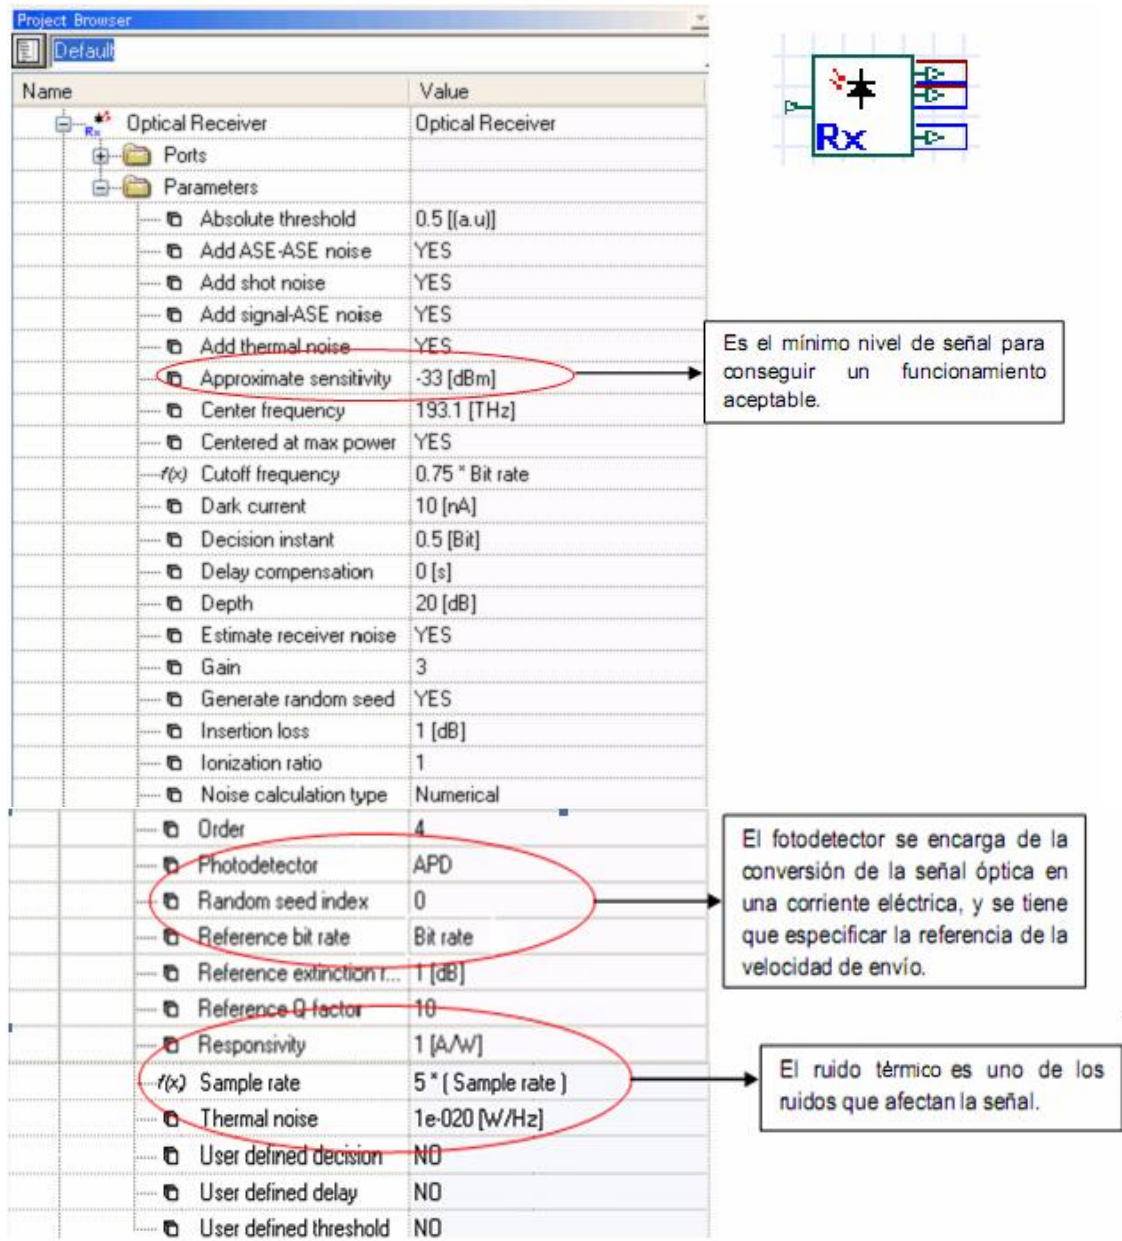 Project Browser
Default
Name Value
Rx Optical Receiver Optical Receiver
Ports
Parameters
Absolute threshold 0.5 [(a.u)]
Add ASE-ASE noise YES
Add shot noise YES
Add signal-ASE noise YES
Add thermal noise YES
Approximate sensitivity -33 [dBm]
Center frequency 193.1 [THz]
Centered at max power YES
f(x) Cutoff frequency 0.75 * Bit rate
Dark current 10 [nA]
Decision instant 0.5 [Bit]
Delay compensation 0 [s]
Depth 20 [dB]
Estimate receiver noise YES
Gain 3
Generate random seed YES
Insertion loss 1 [dB]
Ionization ratio 1
Noise calculation type Numerical
Order 4
Photodetector APD
Random seed index 0
Reference bit rate Bit rate
Reference extinction r... 1 [dB]
Reference Q factor 10
Responsivity 1 [A/W]
f(x) Sample rate 5 * ( Sample rate )
Thermal noise 1e-020 [W/Hz]
User defined decision NO
User defined delay NO
User defined threshold NO
Rx
Es el mínimo nivel de señal para
conseguir un funcionamiento
aceptable.
El fotodetector se encarga de la
conversión de la señal óptica en
una corriente eléctrica, y se tiene
que especificar la referencia de la
velocidad de envío.
El ruido térmico es uno de los
ruidos que afectan la señal.